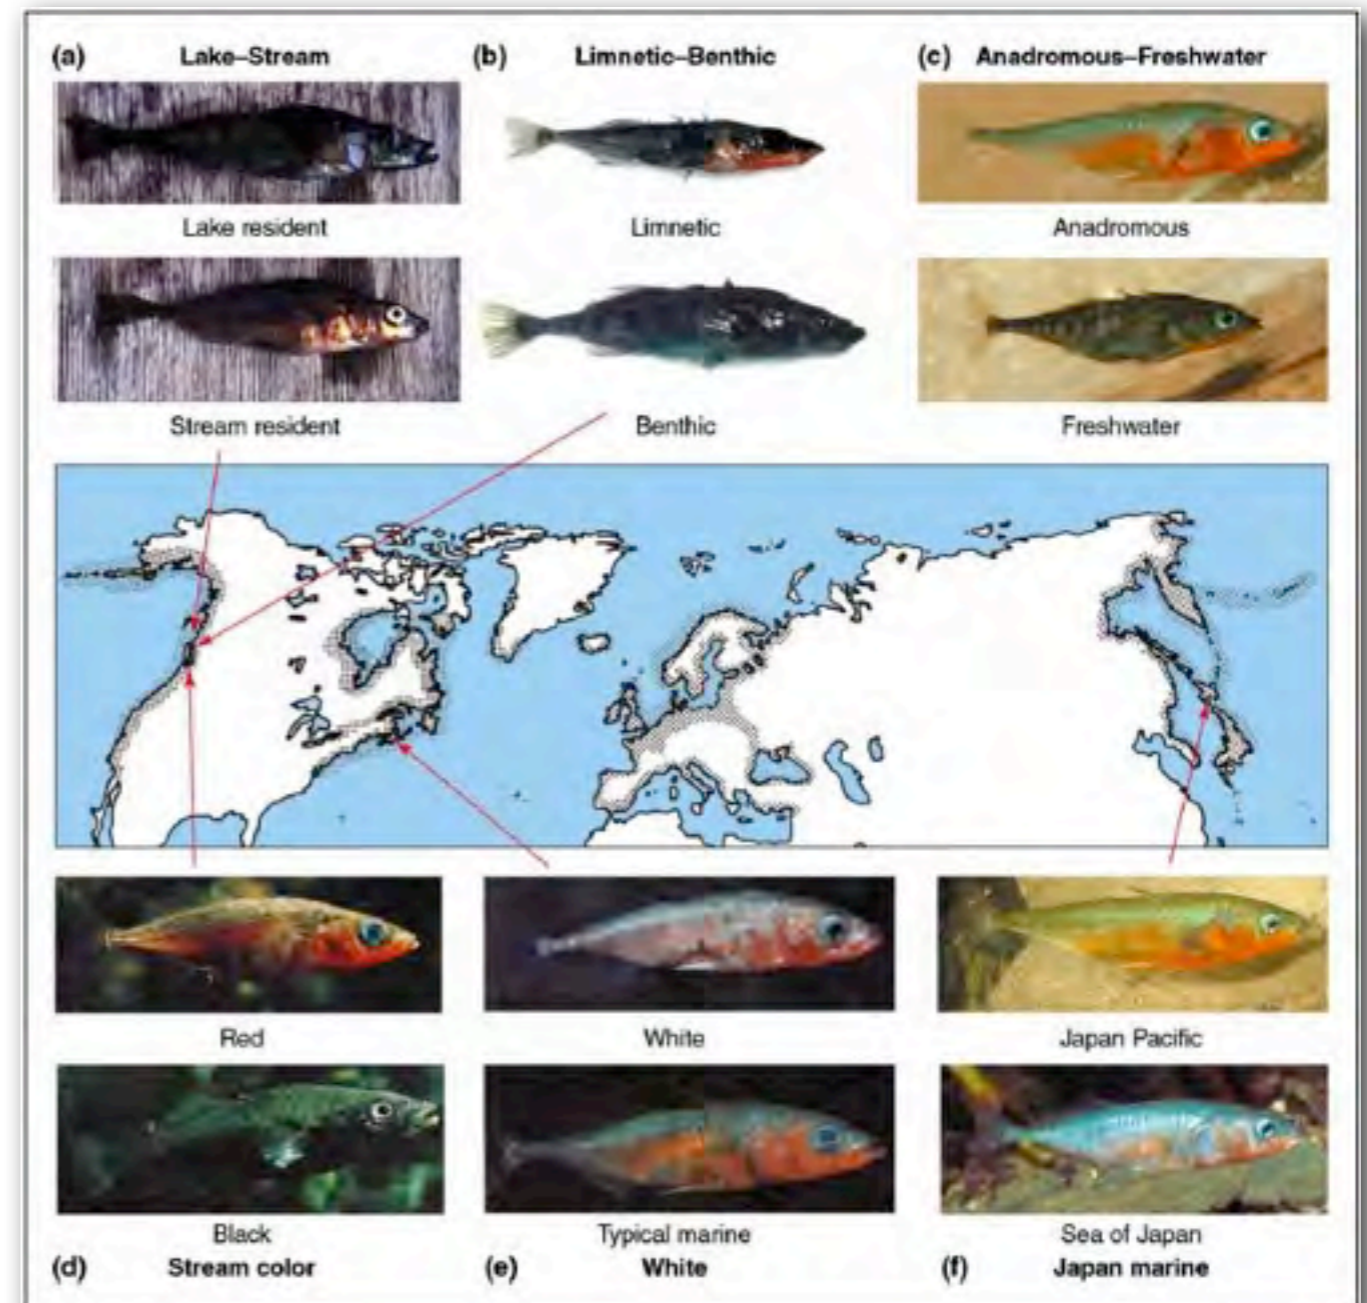 (a) Lake–Stream
(b) Limnetic–Benthic
(c) Anadromous–Freshwater
Lake resident
Limnetic
Anadromous
Stream resident
Benthic
Freshwater
Red
White
Japan Pacific
Black
Typical marine
Sea of Japan
(d) Stream color
(e) White
(f) Japan marine